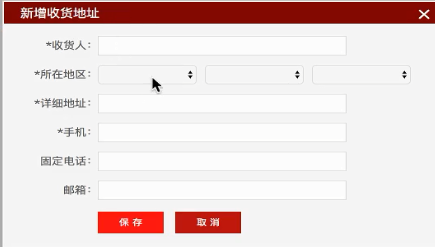 新增收货地址
*收货人:
*所在地区:
*详细地址:
*手机:
固定电话:
邮箱:
保存 取消